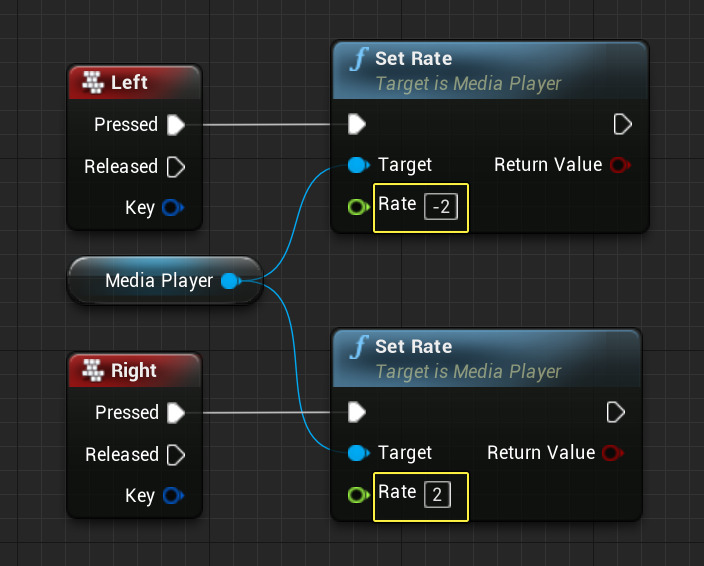 Left
Pressed
Released
Key
Set Rate
Target is Media Player
Target
Return Value
Rate -2
Media Player
Right
Pressed
Released
Key
Set Rate
Target is Media Player
Target
Return Value
Rate 2